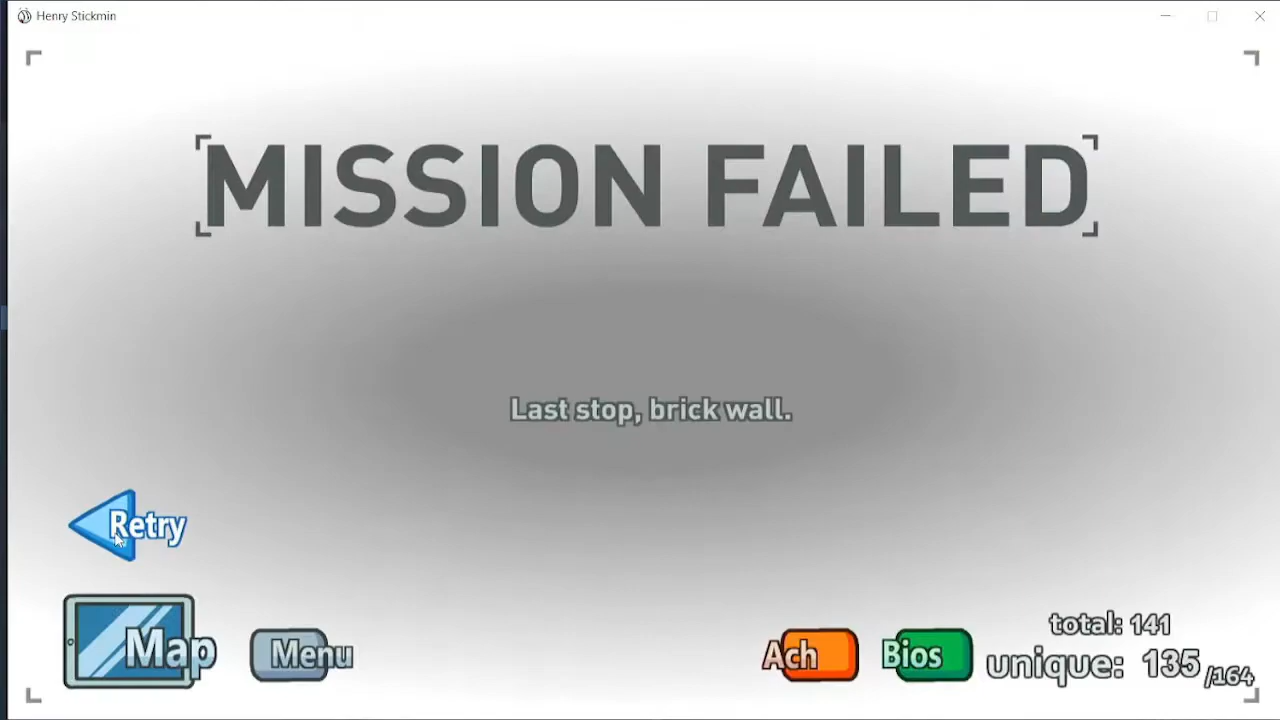 Henry Stickmin
MISSION FAILED
Last stop, brick wall.
Retry
Map
Menu
Ach
Bios
total: 141
unique: 135 /164